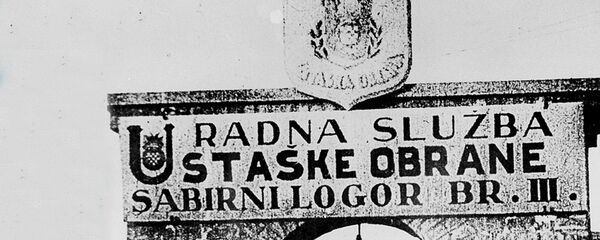 RADNA SLUŽBA
USTAŠKE OBRANE
SABIRNI LOGOR BR. III.